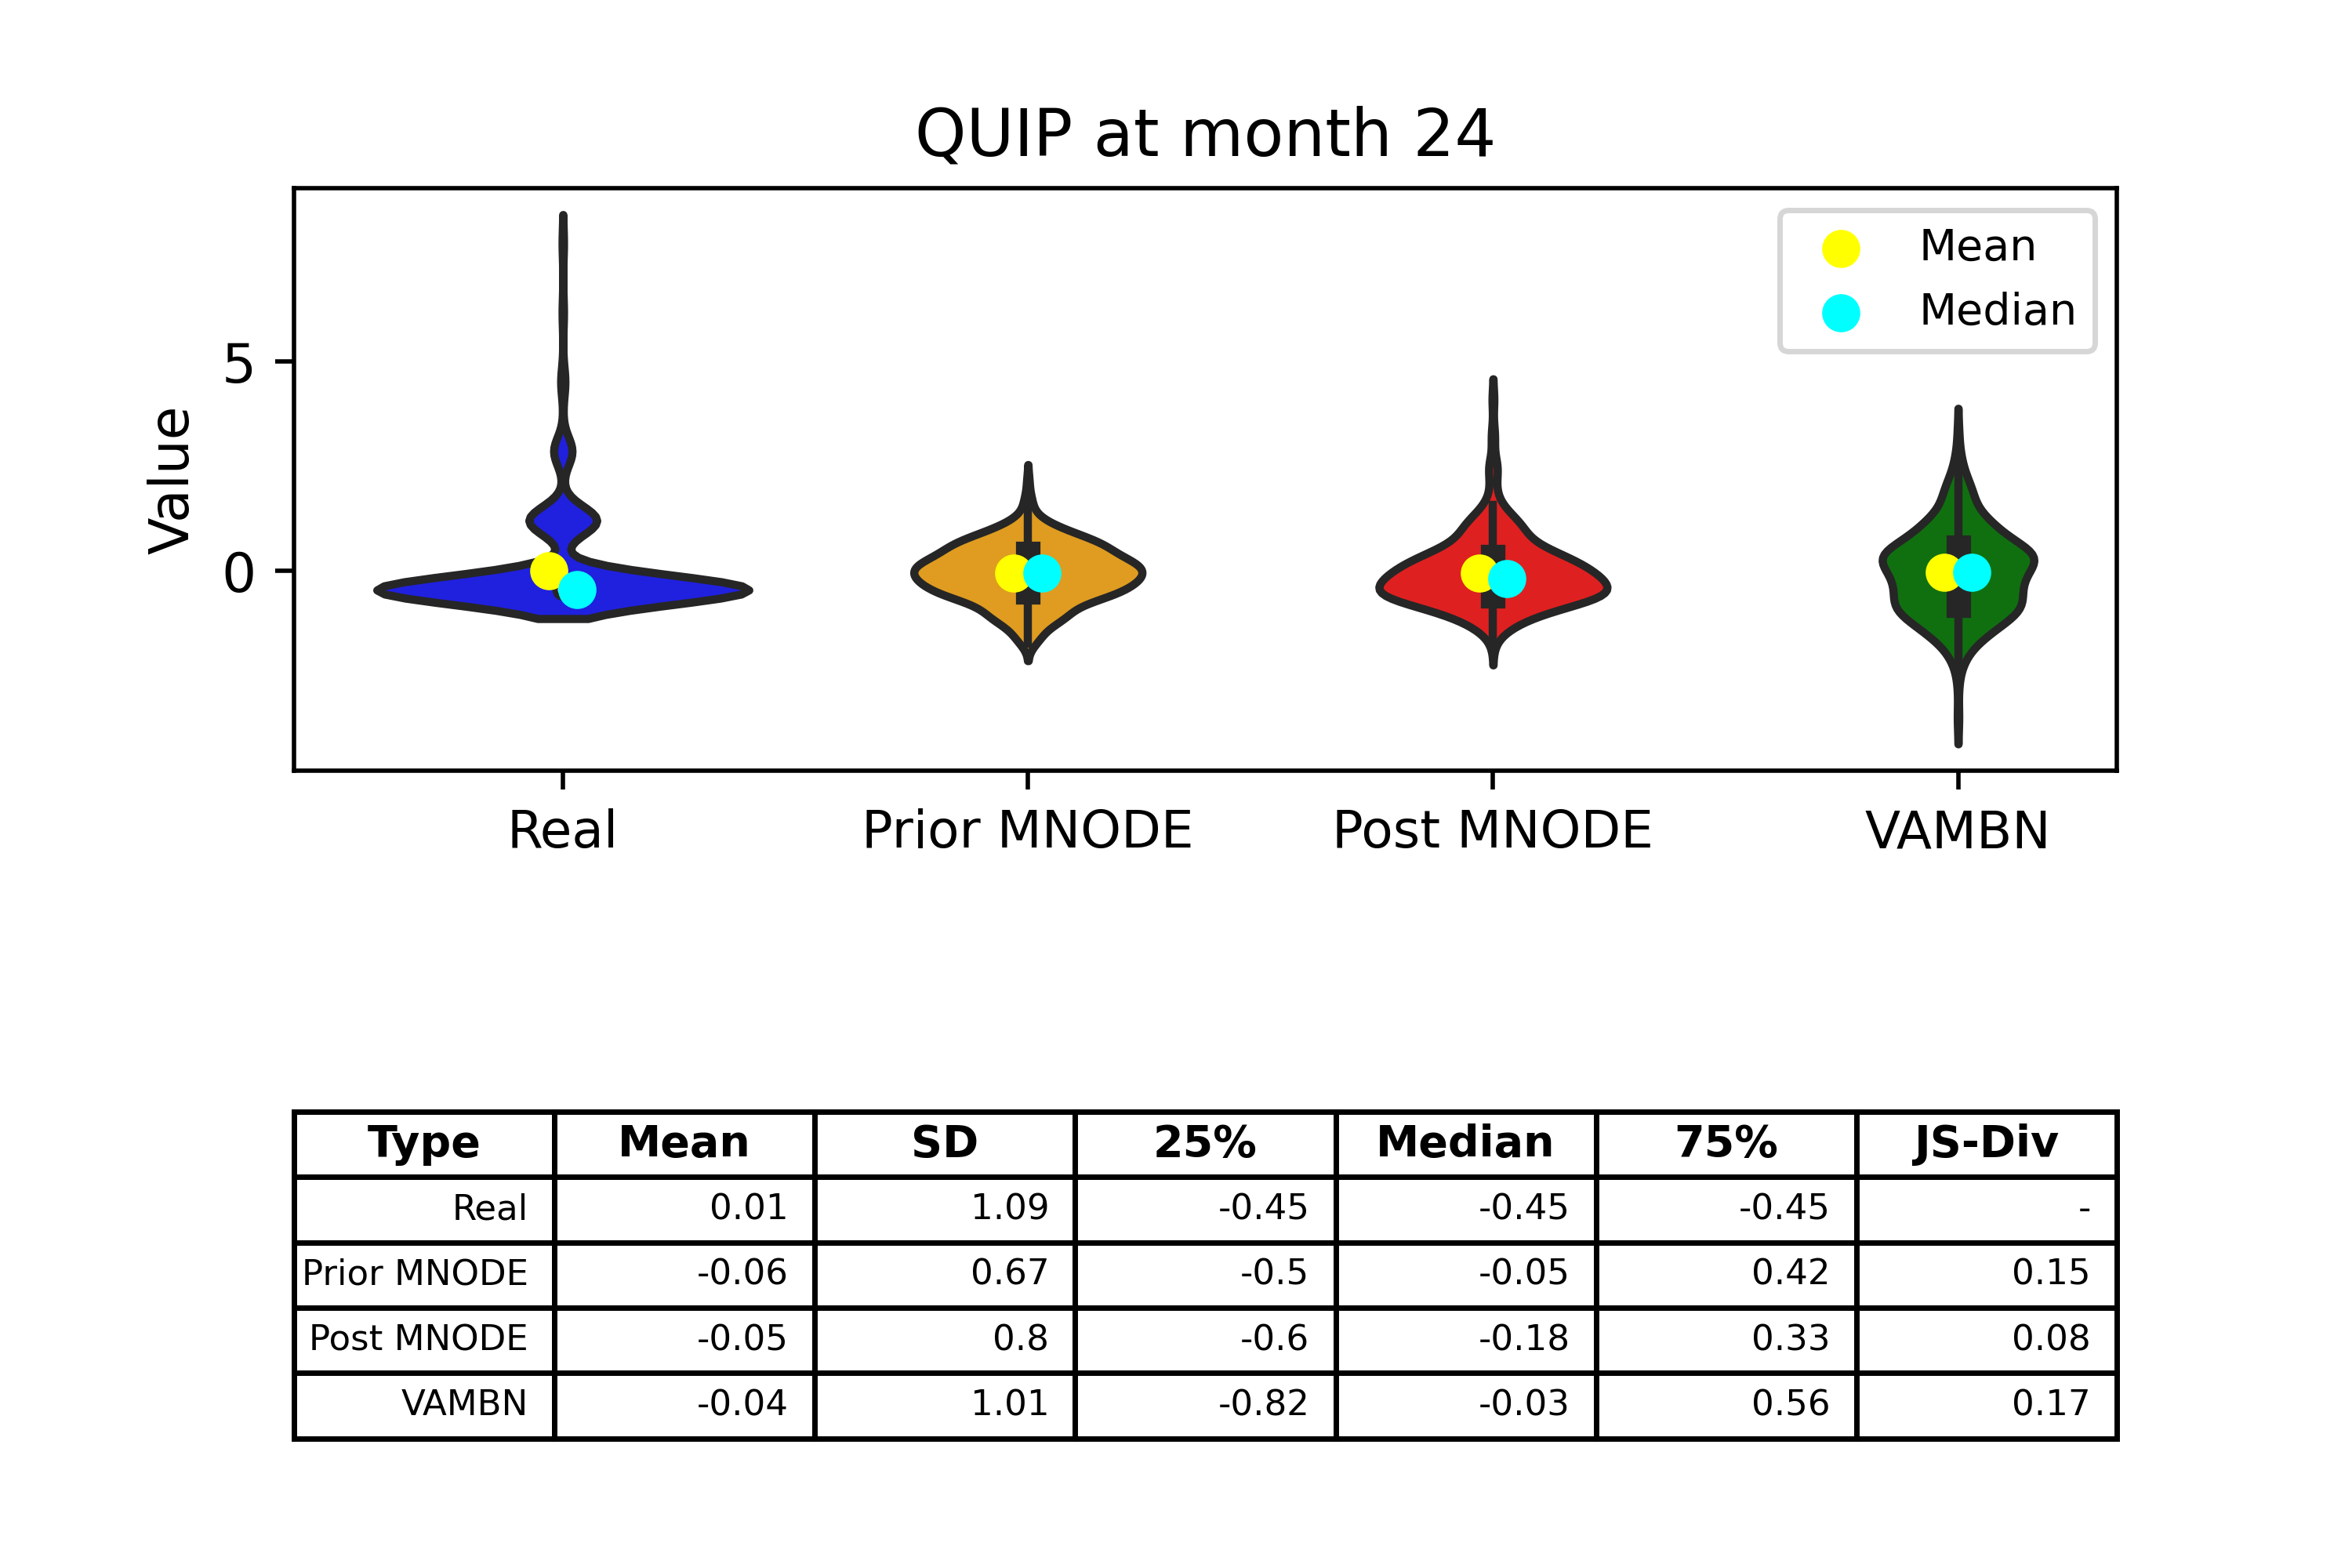 QUIP at month 24
Mean
Median
Value
5
0
Real Prior MNODE Post MNODE VAMBN
Type Mean SD 25% Median 75% JS-Div
Real 0.01 1.09 -0.45 -0.45 -0.45 -
Prior MNODE -0.06 0.67 -0.5 -0.05 0.42 0.15
Post MNODE -0.05 0.8 -0.6 -0.18 0.33 0.08
VAMBN -0.04 1.01 -0.82 -0.03 0.56 0.17